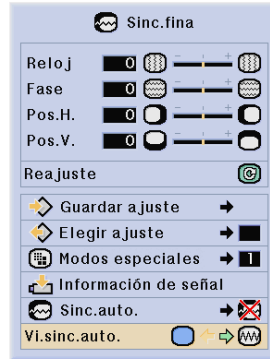 Sinc.fina
Reloj 0
Fase 0
Pos.H. 0
Pos.V. 0
Reajuste
Guardar ajuste
Elegir ajuste
Modos especiales 1
Información de señal
Sinc.auto.
Vi.sinc.auto.